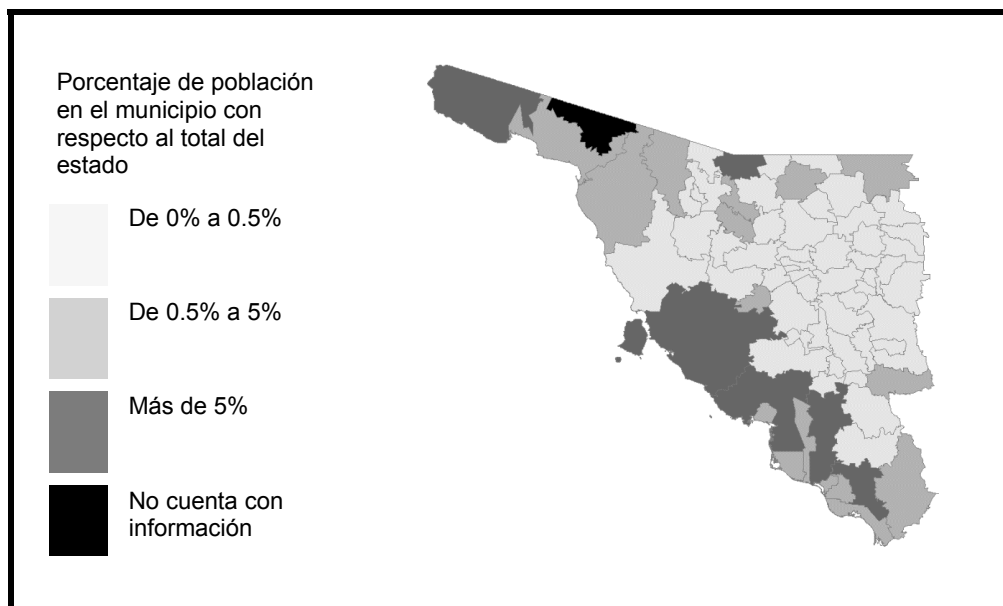 Porcentaje de población
en el municipio con
respecto al total del
estado
De 0% a 0.5%
De 0.5% a 5%
Más de 5%
No cuenta con
información